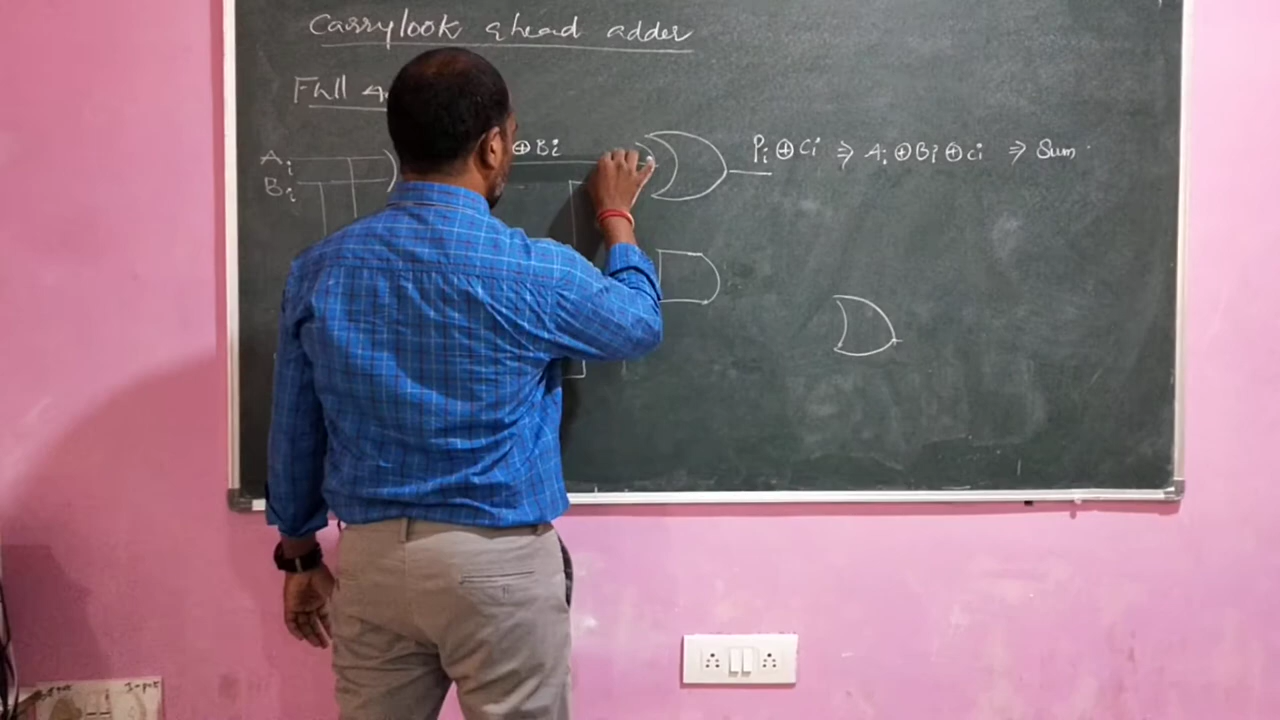 Carrylook ahead adder
Full A
Ai
Bi
⊕ Bi
Pi ⊕ Ci ⇒ Ai ⊕ Bi ⊕ Ci ⇒ Sum